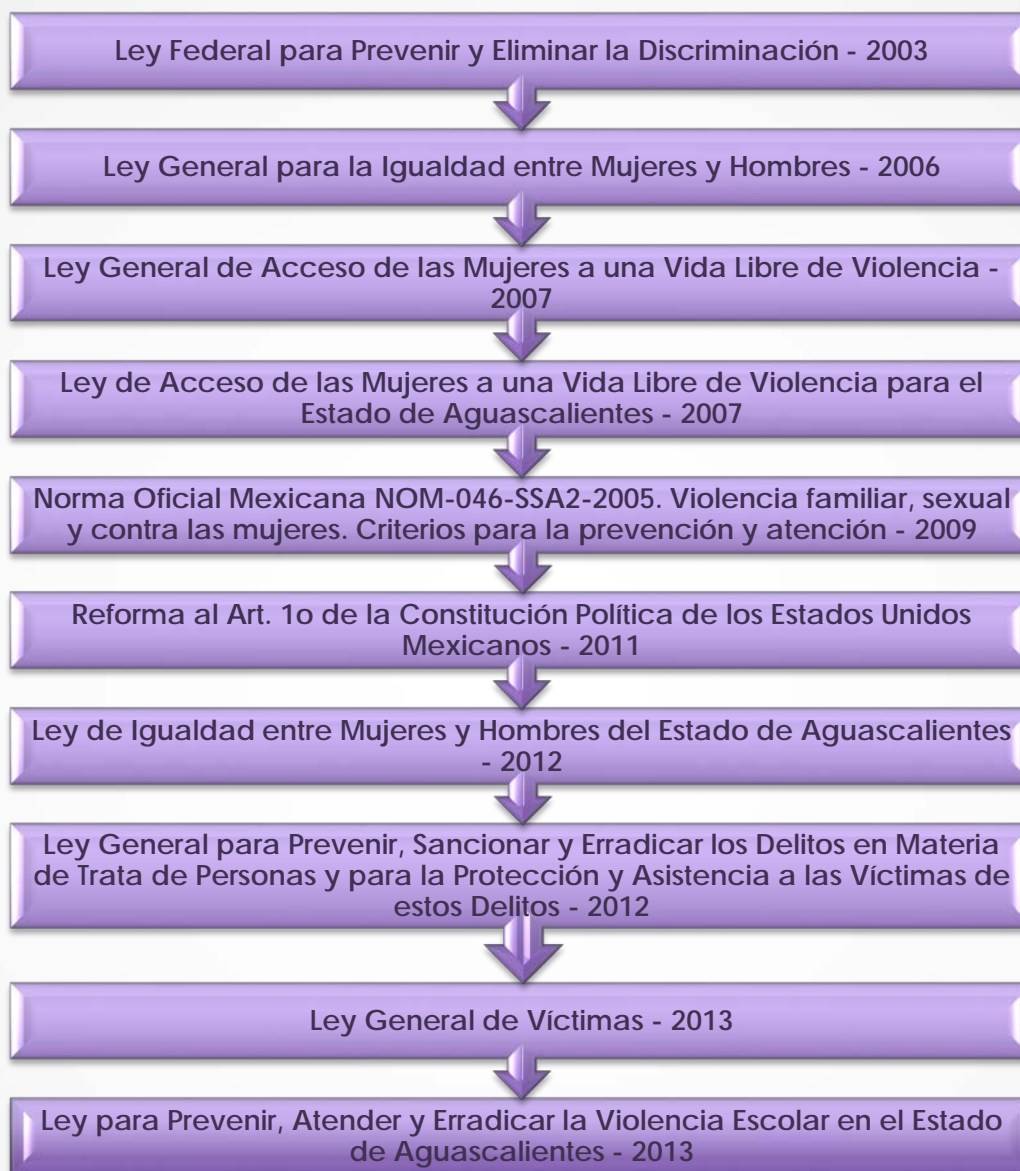 Ley Federal para Prevenir y Eliminar la Discriminación - 2003
Ley General para la Igualdad entre Mujeres y Hombres - 2006
Ley General de Acceso de las Mujeres a una Vida Libre de Violencia -
2007
Ley de Acceso de las Mujeres a una Vida Libre de Violencia para el
Estado de Aguascalientes - 2007
Norma Oficial Mexicana NOM-046-SSA2-2005. Violencia familiar, sexual
y contra las mujeres. Criterios para la prevención y atención - 2009
Reforma al Art. 1o de la Constitución Política de los Estados Unidos
Mexicanos - 2011
Ley de Igualdad entre Mujeres y Hombres del Estado de Aguascalientes
- 2012
Ley General para Prevenir, Sancionar y Erradicar los Delitos en Materia
de Trata de Personas y para la Protección y Asistencia a las Víctimas de
estos Delitos - 2012
Ley General de Víctimas - 2013
Ley para Prevenir, Atender y Erradicar la Violencia Escolar en el Estado
de Aguascalientes - 2013